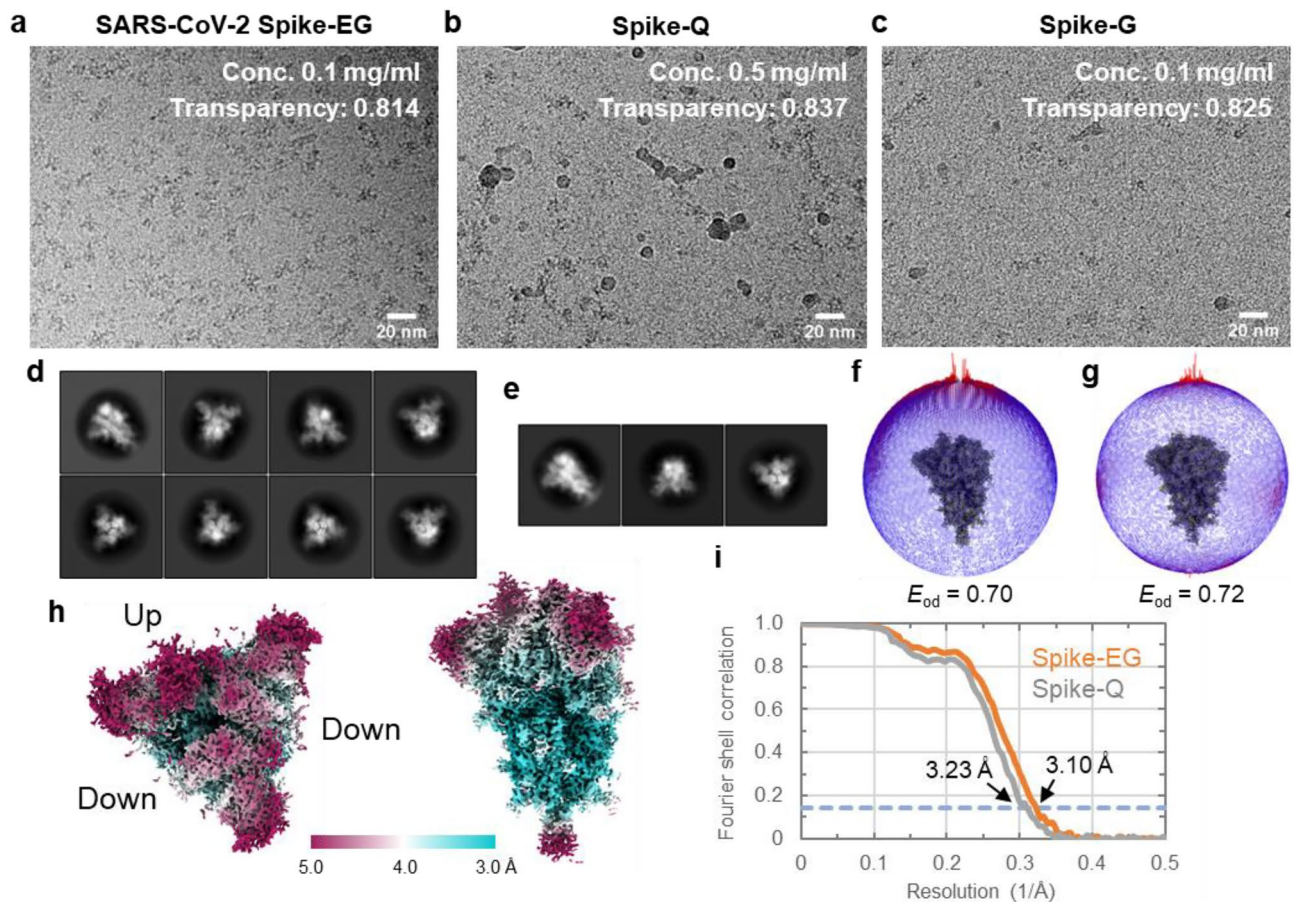 a
SARS-CoV-2 Spike-EG
Conc. 0.1 mg/ml
Transparency: 0.814
20 nm
b
Spike-Q
Conc. 0.5 mg/ml
Transparency: 0.837
20 nm
c
Spike-G
Conc. 0.1 mg/ml
Transparency: 0.825
20 nm
d
e
f
E_od = 0.70
g
E_od = 0.72
h
Up
Down
Down
5.0 4.0 3.0 Å
i
Fourier shell correlation
1.0
0.8
0.6
0.4
0.2
0
Spike-EG
Spike-Q
3.23 Å
3.10 Å
0 0.1 0.2 0.3 0.4 0.5
Resolution (1/Å)